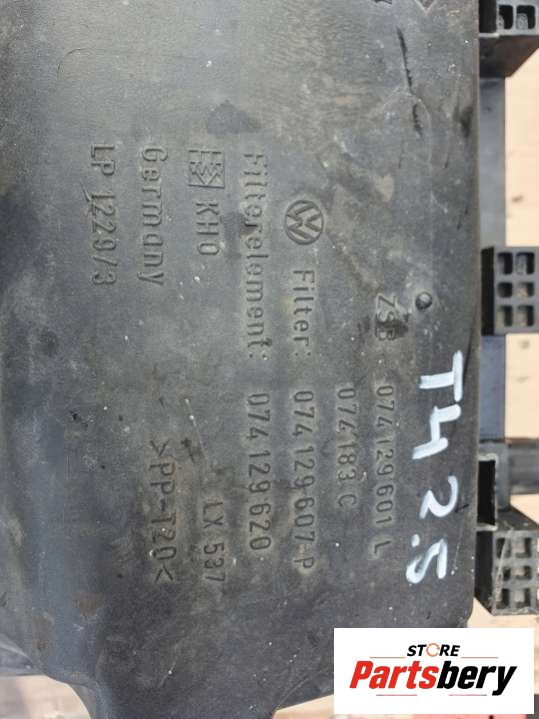 ZSB 074 129 601 L
074 183 C
Filter: 074 129 607 P
Filterelement: 074 129 620
KHO LX 537
Germany >PP-T20<
LP 1229/3
T4 2.5
STORE
Partsbery